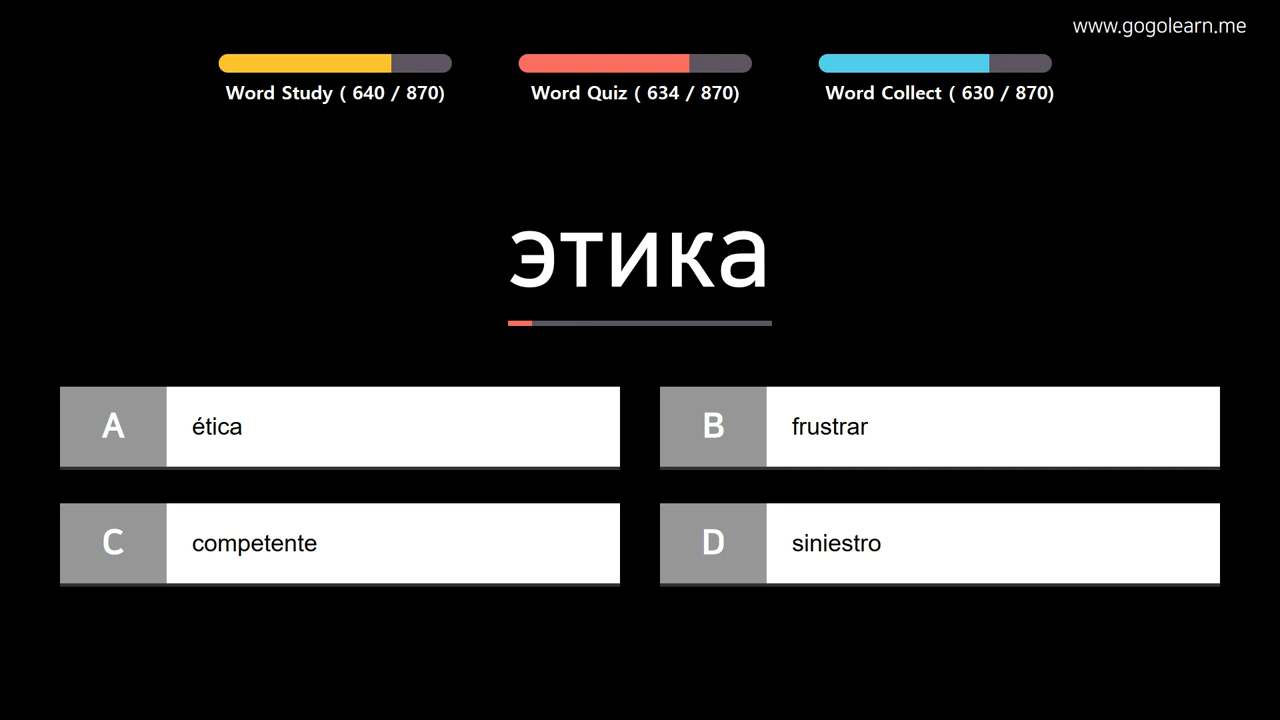 www.gogolearn.me
Word Study ( 640 / 870)
Word Quiz ( 634 / 870)
Word Collect ( 630 / 870)
этика
A ética
B frustrar
C competente
D siniestro